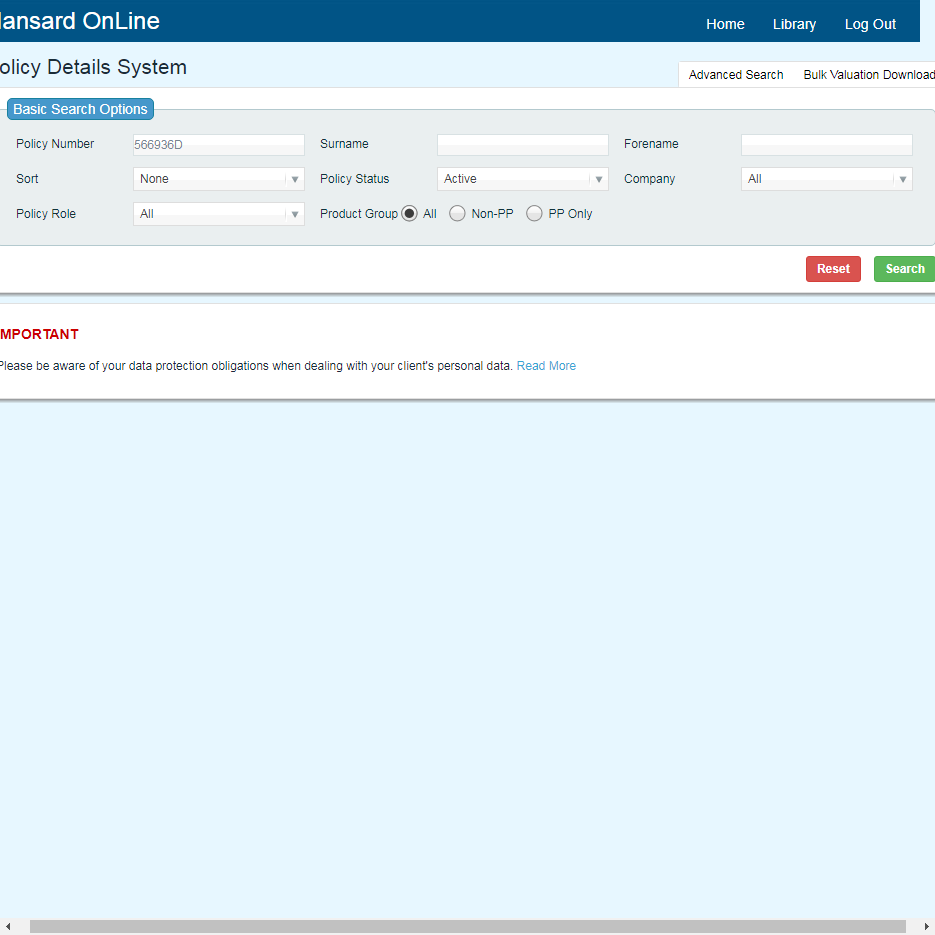 ansard OnLine
Home Library Log Out
olicy Details System
Advanced Search Bulk Valuation Download
Basic Search Options
Policy Number 566936D Surname Forename
Sort None Policy Status Active Company All
Policy Role All Product Group All Non-PP PP Only
Reset Search
MPORTANT
Please be aware of your data protection obligations when dealing with your client's personal data. Read More